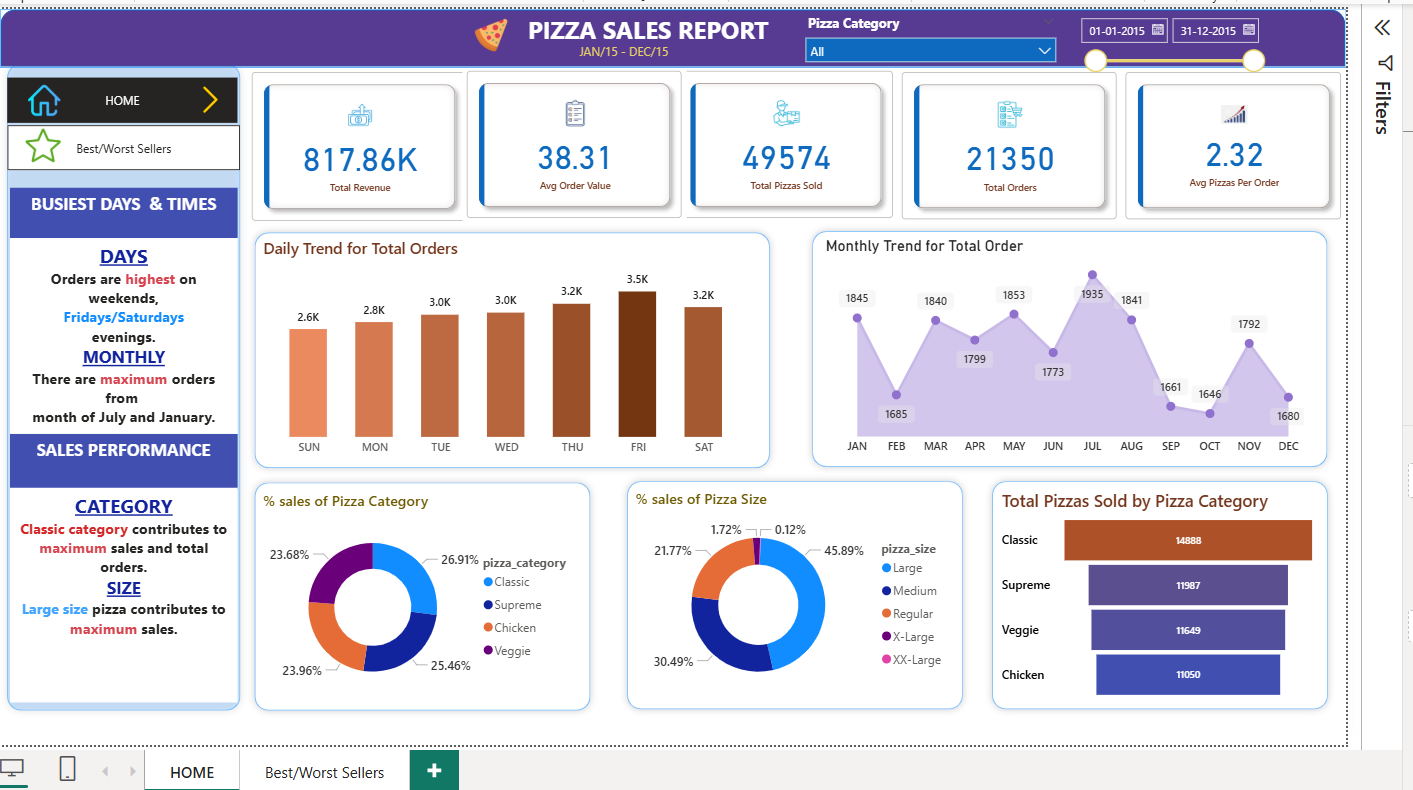 PIZZA SALES REPORT
JAN/15 - DEC/15
Pizza Category
All
01-01-2015
31-12-2015
Filters
HOME
Best/Worst Sellers
BUSIEST DAYS & TIMES
DAYS
Orders are highest on
weekends,
Fridays/Saturdays
evenings.
MONTHLY
There are maximum orders
from
month of July and January.
SALES PERFORMANCE
CATEGORY
Classic category contributes to
maximum sales and total
orders.
SIZE
Large size pizza contributes to
maximum sales.
817.86K
Total Revenue
38.31
Avg Order Value
49574
Total Pizzas Sold
21350
Total Orders
2.32
Avg Pizzas Per Order
Daily Trend for Total Orders
2.6K
2.8K
3.0K
3.0K
3.2K
3.5K
3.2K
SUN
MON
TUE
WED
THU
FRI
SAT
Monthly Trend for Total Order
1845
1685
1840
1799
1853
1773
1935
1841
1661
1646
1792
1680
JAN
FEB
MAR
APR
MAY
JUN
JUL
AUG
SEP
OCT
NOV
DEC
% sales of Pizza Category
23.68%
26.91%
23.96%
25.46%
pizza_category
Classic
Supreme
Chicken
Veggie
% sales of Pizza Size
1.72%
0.12%
21.77%
45.89%
30.49%
pizza_size
Large
Medium
Regular
X-Large
XX-Large
Total Pizzas Sold by Pizza Category
Classic 14888
Supreme 11987
Veggie 11649
Chicken 11050
HOME
Best/Worst Sellers